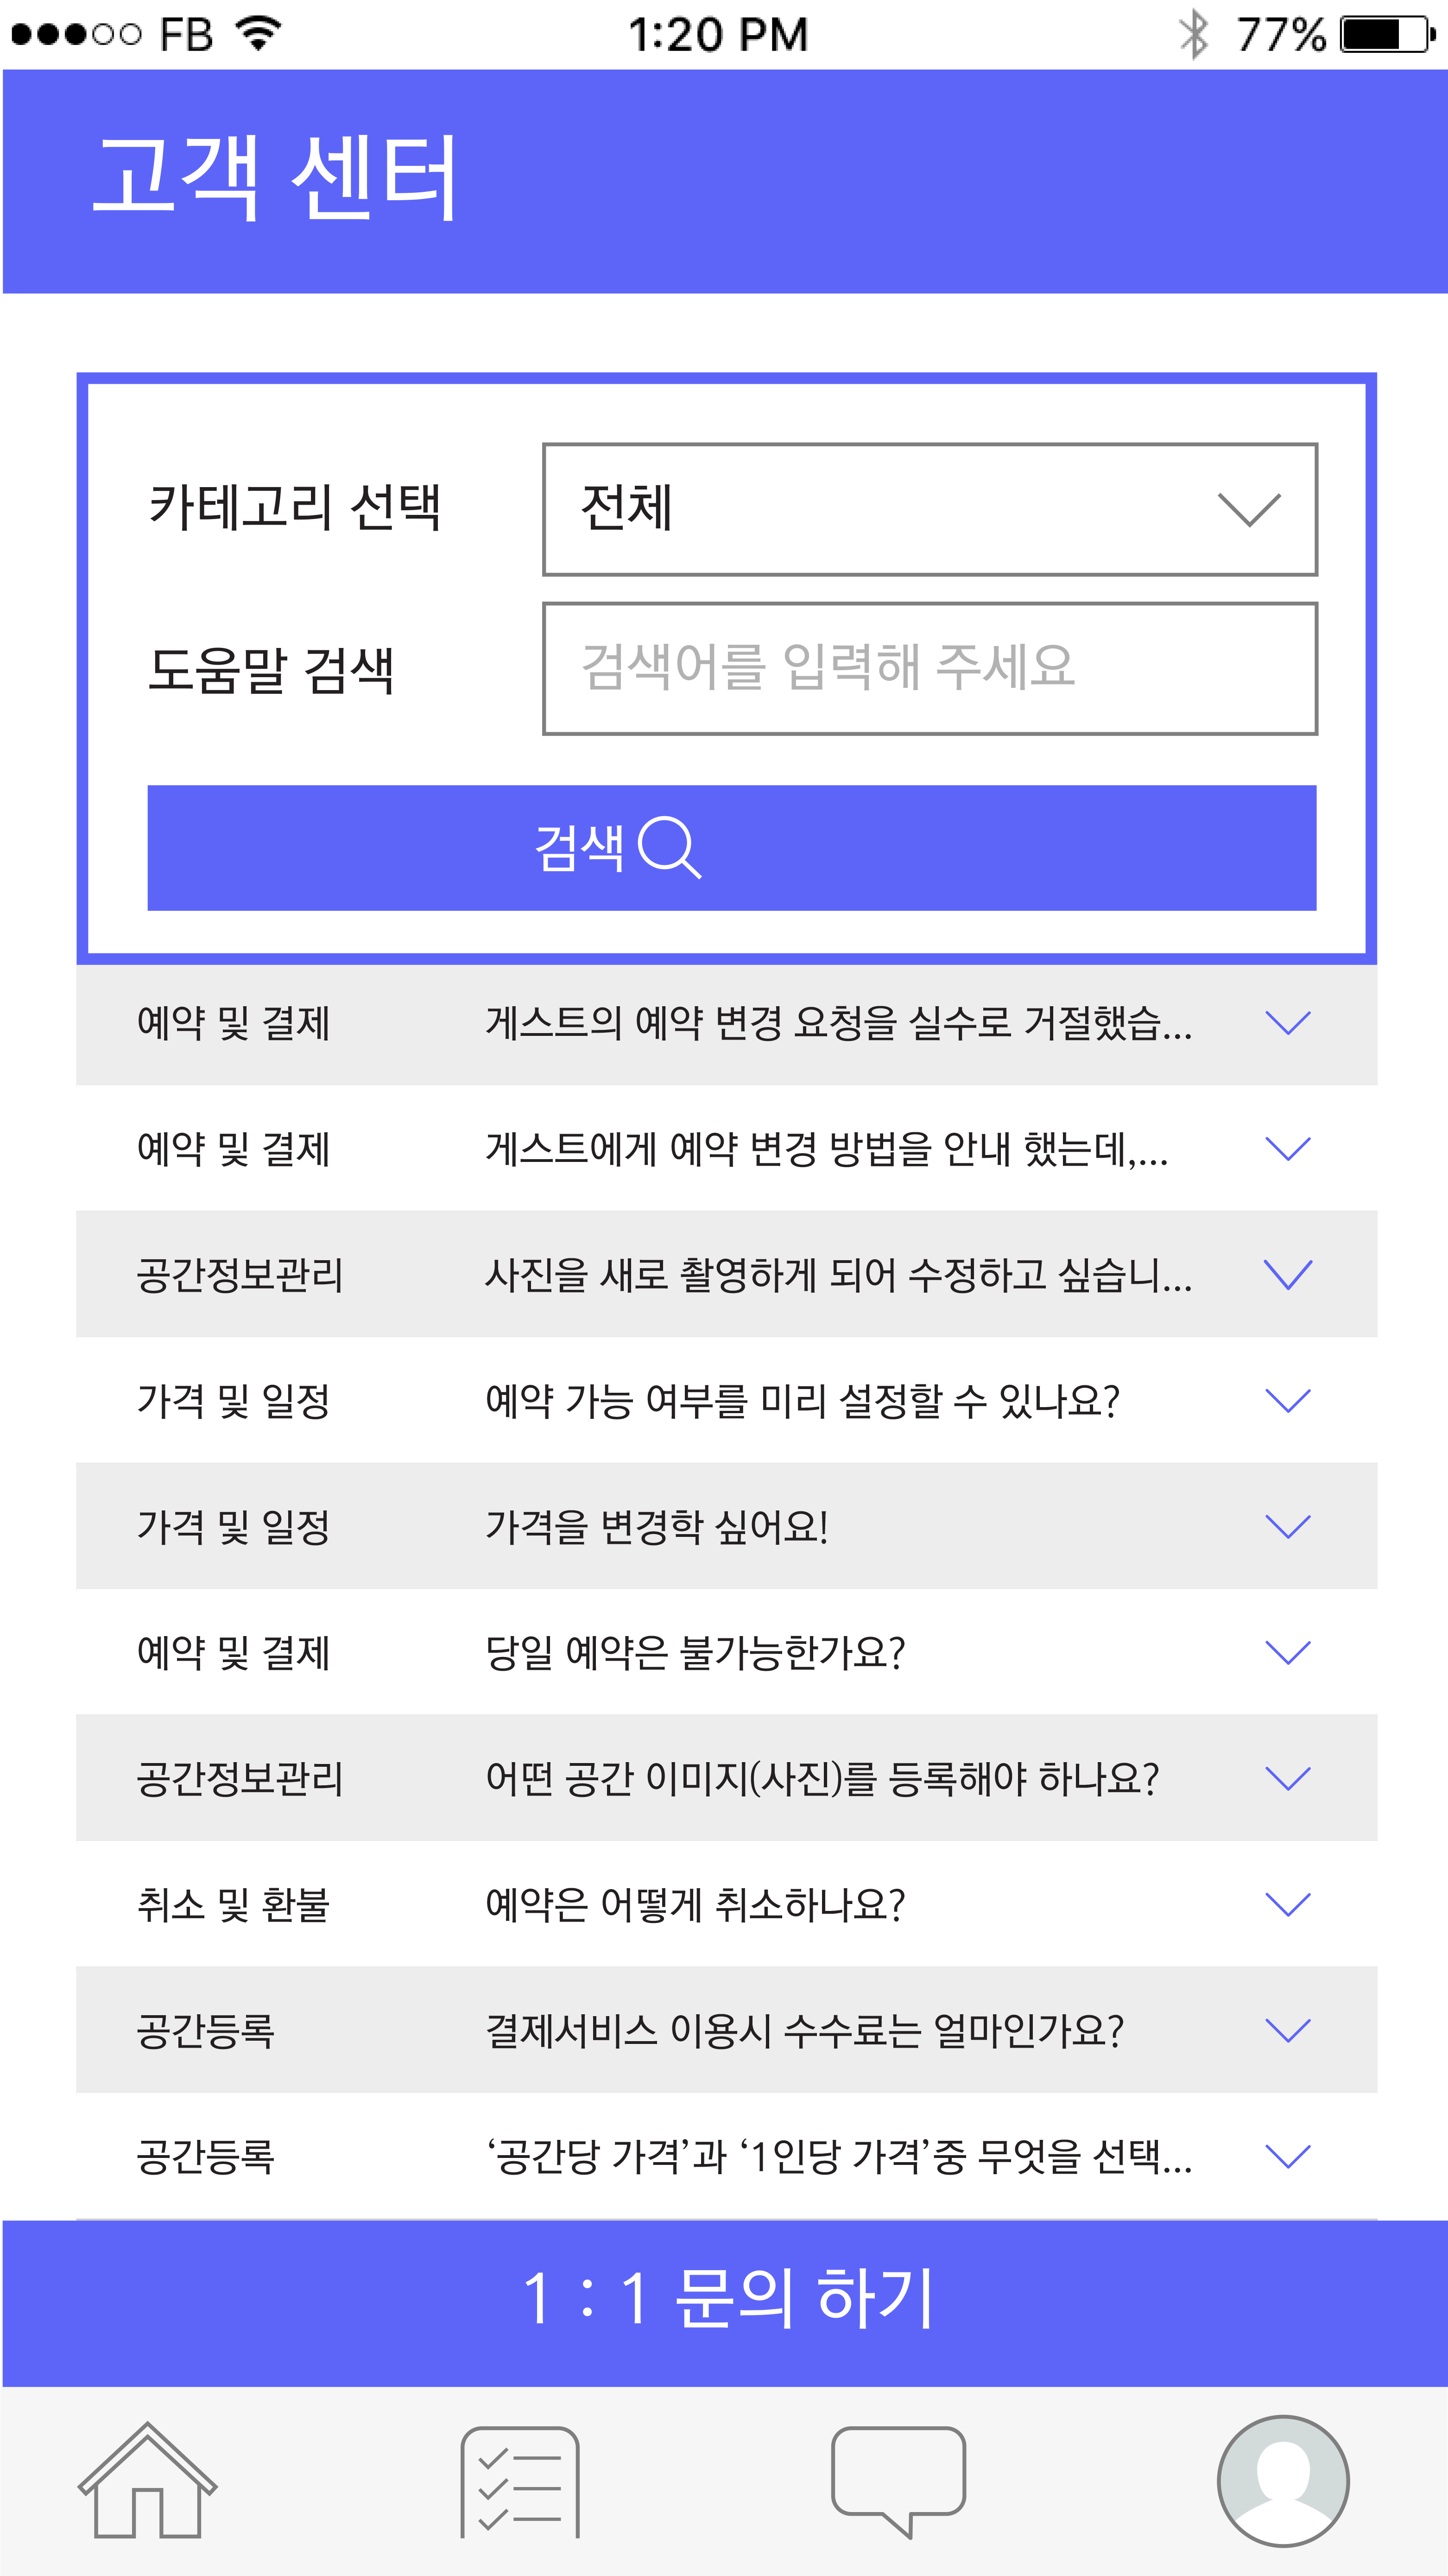 FB 1:20 PM 77%
고객 센터
카테고리 선택 전체
도움말 검색 검색어를 입력해 주세요
검색
예약 및 결제 게스트의 예약 변경 요청을 실수로 거절했습...
예약 및 결제 게스트에게 예약 변경 방법을 안내 했는데,...
공간정보관리 사진을 새로 촬영하게 되어 수정하고 싶습니...
가격 및 일정 예약 가능 여부를 미리 설정할 수 있나요?
가격 및 일정 가격을 변경학 싶어요!
예약 및 결제 당일 예약은 불가능한가요?
공간정보관리 어떤 공간 이미지(사진)를 등록해야 하나요?
취소 및 환불 예약은 어떻게 취소하나요?
공간등록 결제서비스 이용시 수수료는 얼마인가요?
공간등록 ‘공간당 가격’과 ‘1인당 가격’중 무엇을 선택...
1 : 1 문의 하기